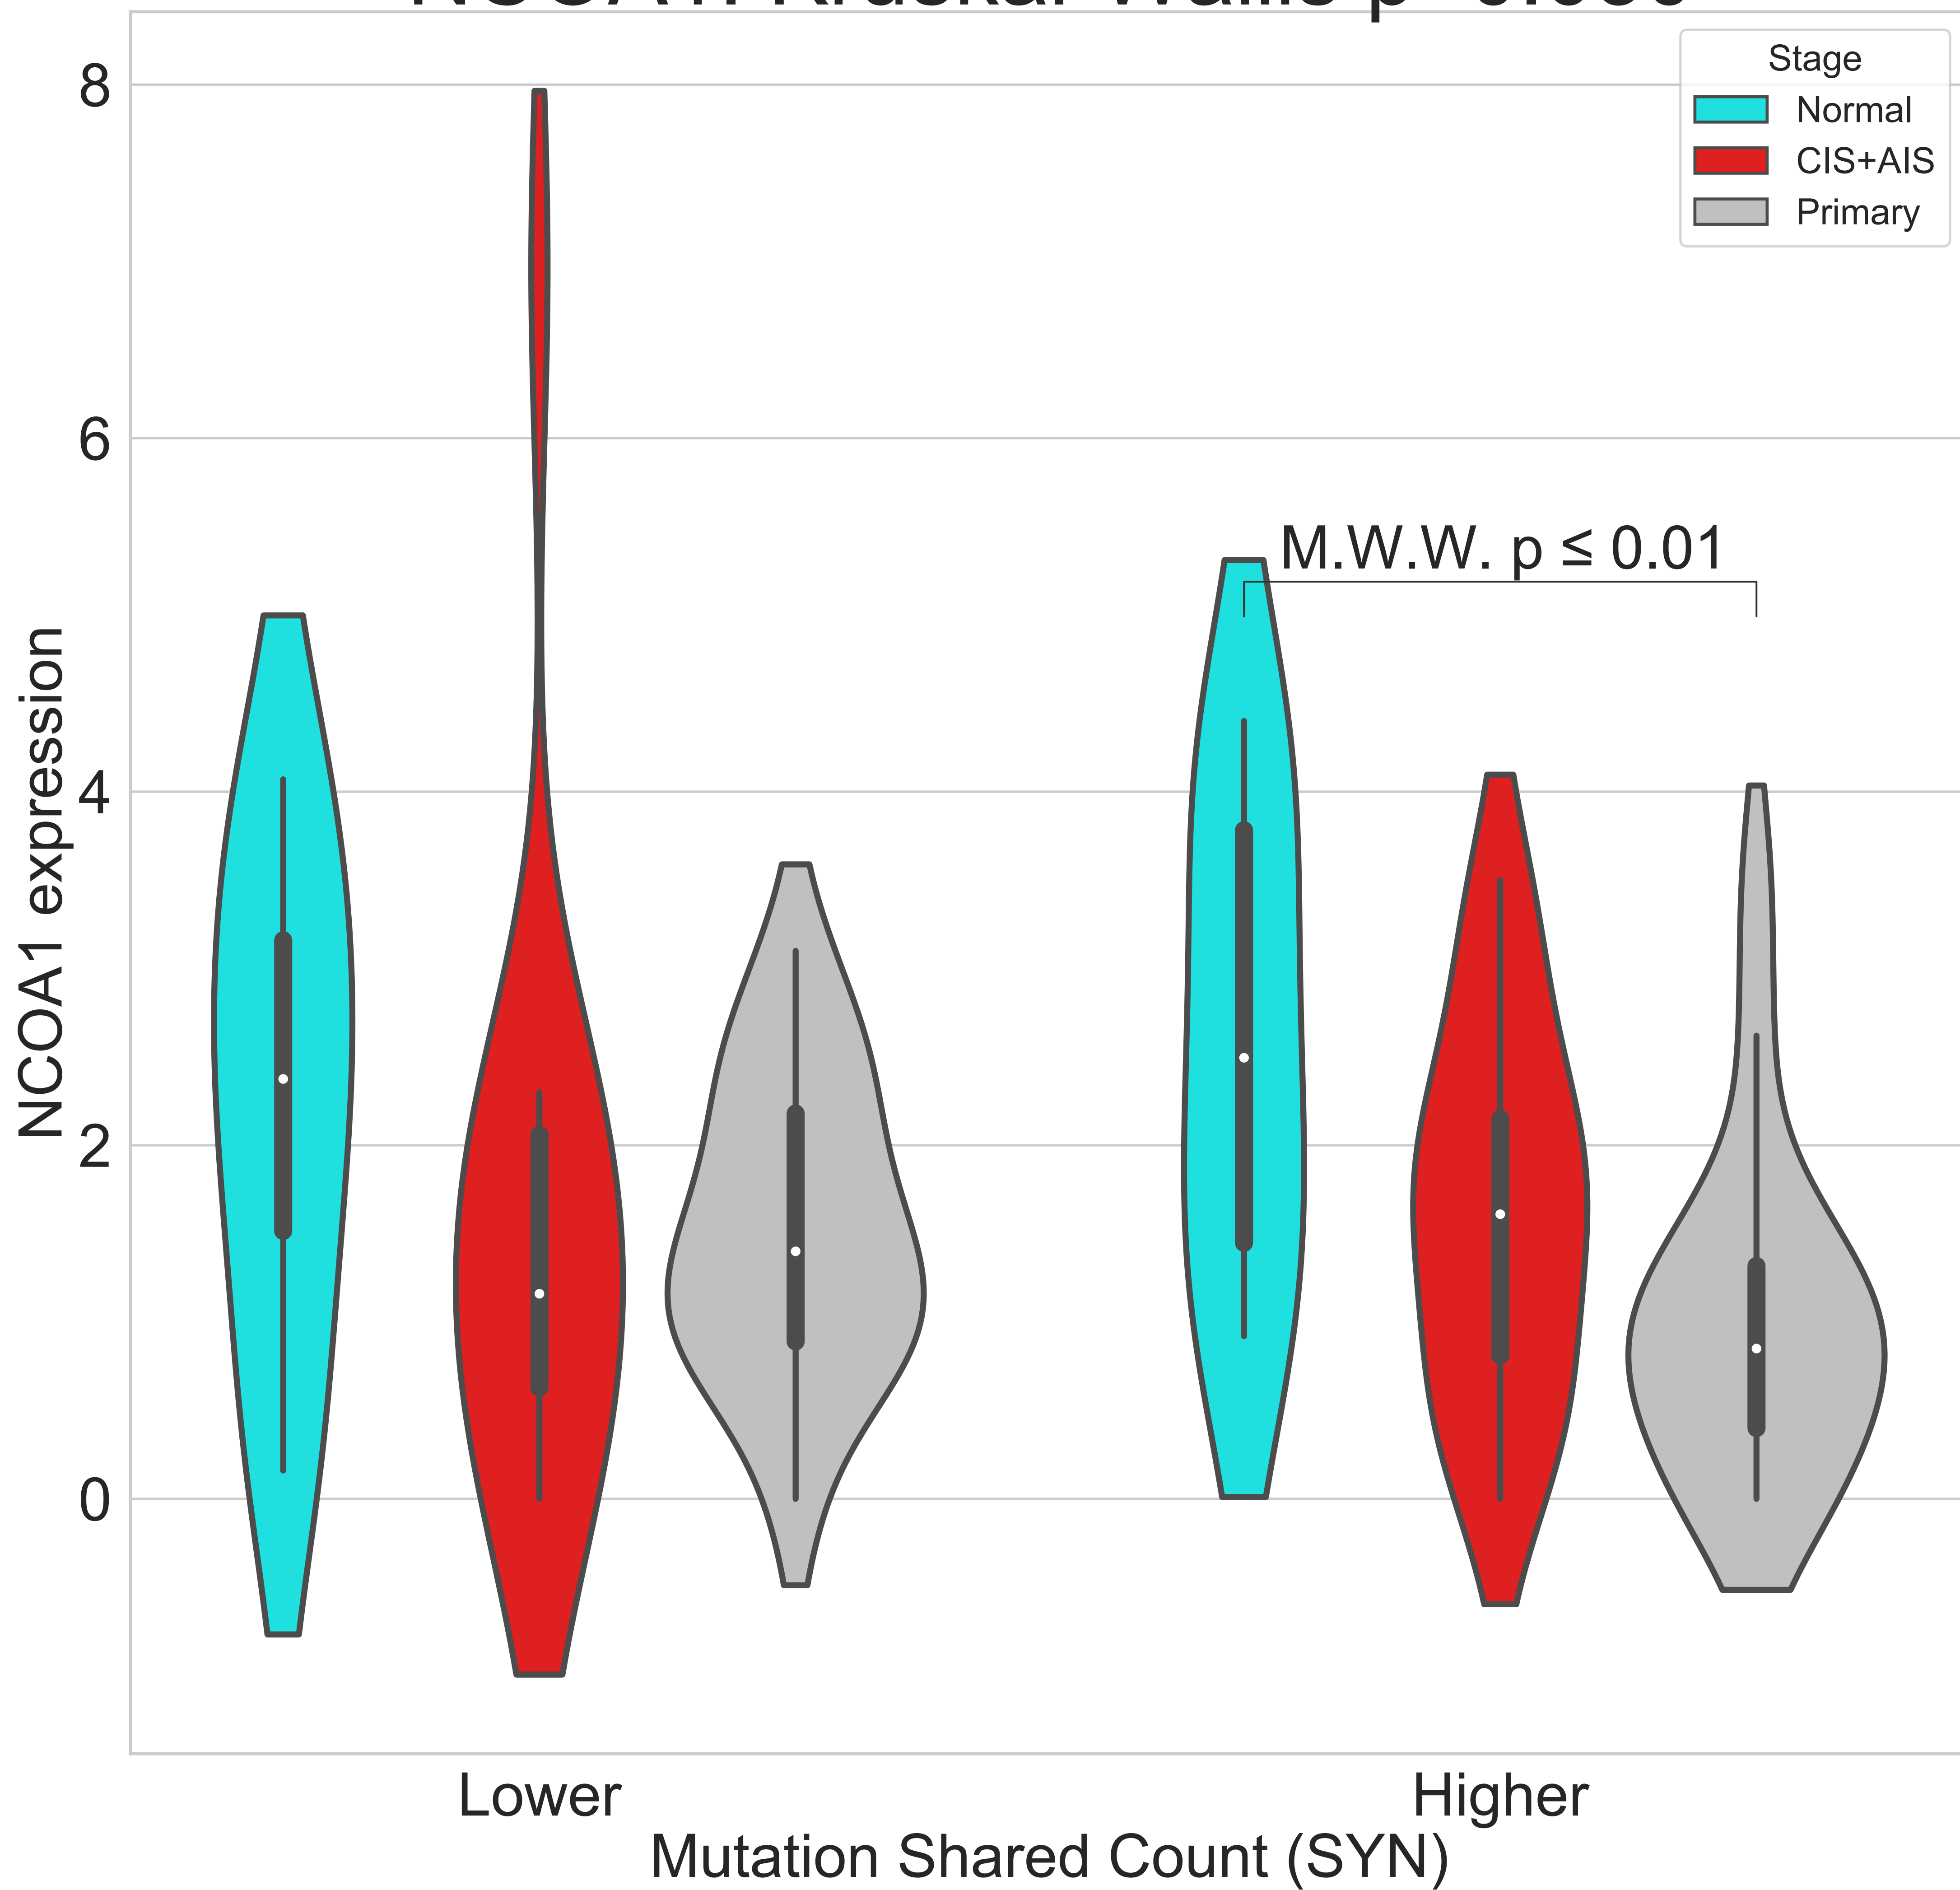 Stage
Normal
CIS+AIS
Primary
8
6
4
2
0
NCOA1 expression
M.W.W. p ≤ 0.01
Lower
Higher
Mutation Shared Count (SYN)